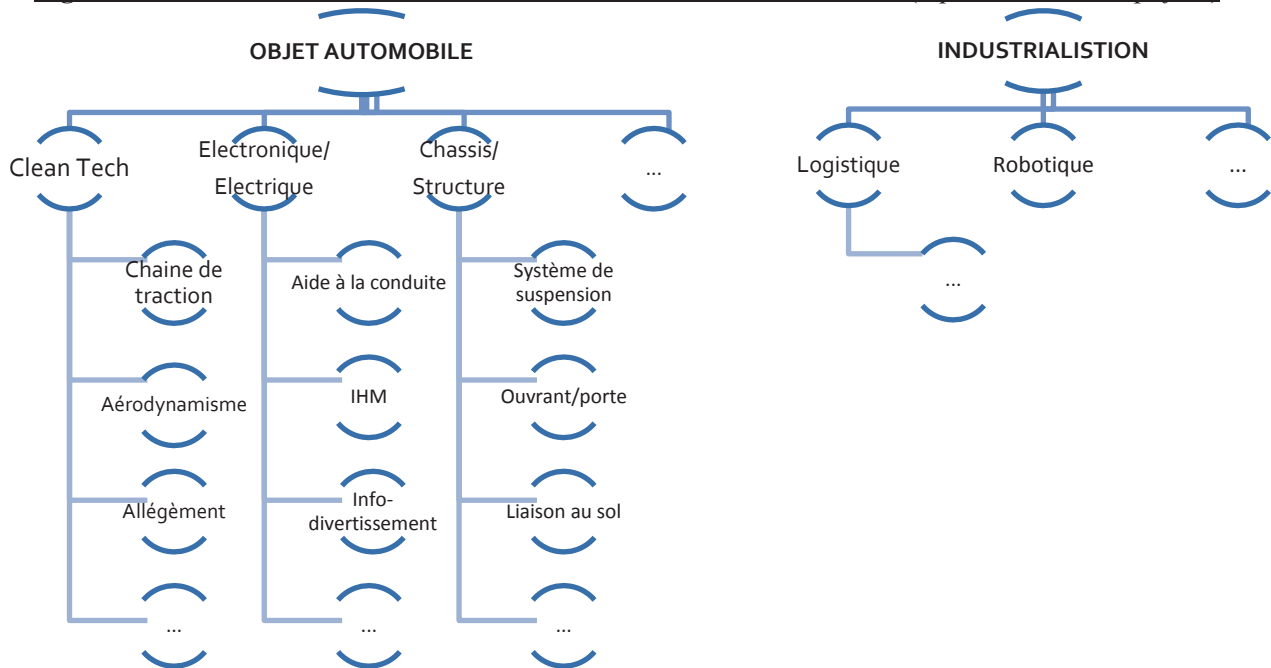 OBJET AUTOMOBILE
INDUSTRIALISTION
Clean Tech
Electronique/
Electrique
Chassis/
Structure
...
Logistique
Robotique
...
Chaine de
traction
Aide à la conduite
Système de
suspension
...
Aérodynamisme
IHM
Ouvrant/porte
Allégèment
Info-
divertissement
Liaison au sol
...
...
...